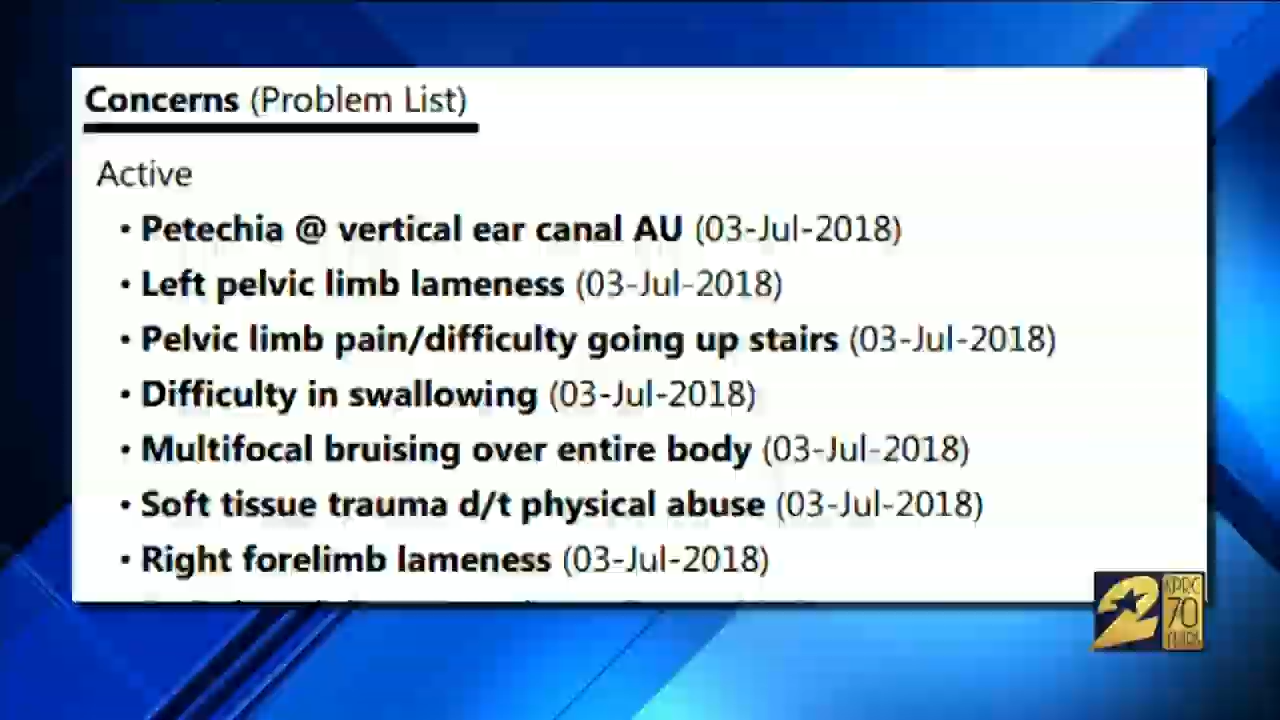 Concerns (Problem List)
Active
• Petechia @ vertical ear canal AU (03-Jul-2018)
• Left pelvic limb lameness (03-Jul-2018)
• Pelvic limb pain/difficulty going up stairs (03-Jul-2018)
• Difficulty in swallowing (03-Jul-2018)
• Multifocal bruising over entire body (03-Jul-2018)
• Soft tissue trauma d/t physical abuse (03-Jul-2018)
• Right forelimb lameness (03-Jul-2018)
2
KPRC
70